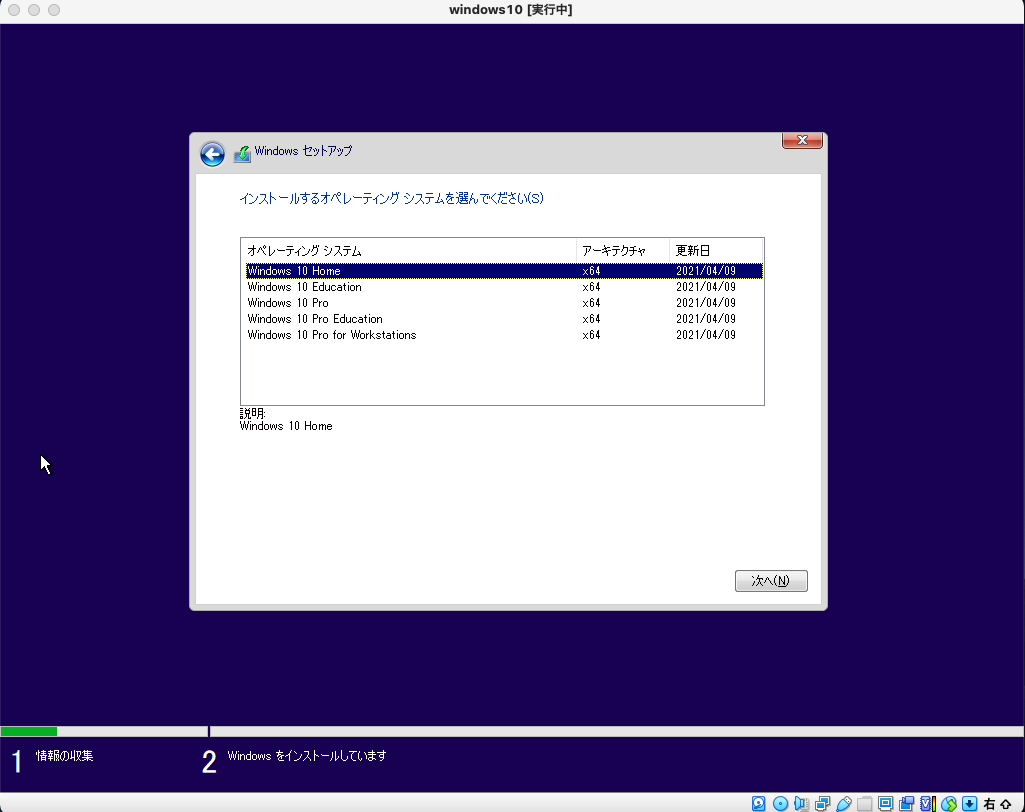 windows10 [実行中]
Windows セットアップ
インストールするオペレーティング システムを選んでください(S)
オペレーティング システム アーキテクチャ 更新日
Windows 10 Home x64 2021/04/09
Windows 10 Education x64 2021/04/09
Windows 10 Pro x64 2021/04/09
Windows 10 Pro Education x64 2021/04/09
Windows 10 Pro for Workstations x64 2021/04/09
説明:
Windows 10 Home
次へ(N)
1 情報の収集 2 Windows をインストールしています
右 ⇧